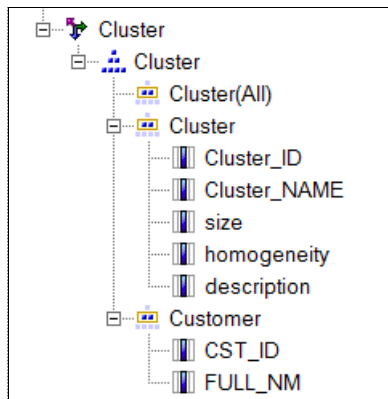 Cluster
Cluster
Cluster(All)
Cluster
Cluster_ID
Cluster_NAME
size
homogeneity
description
Customer
CST_ID
FULL_NM